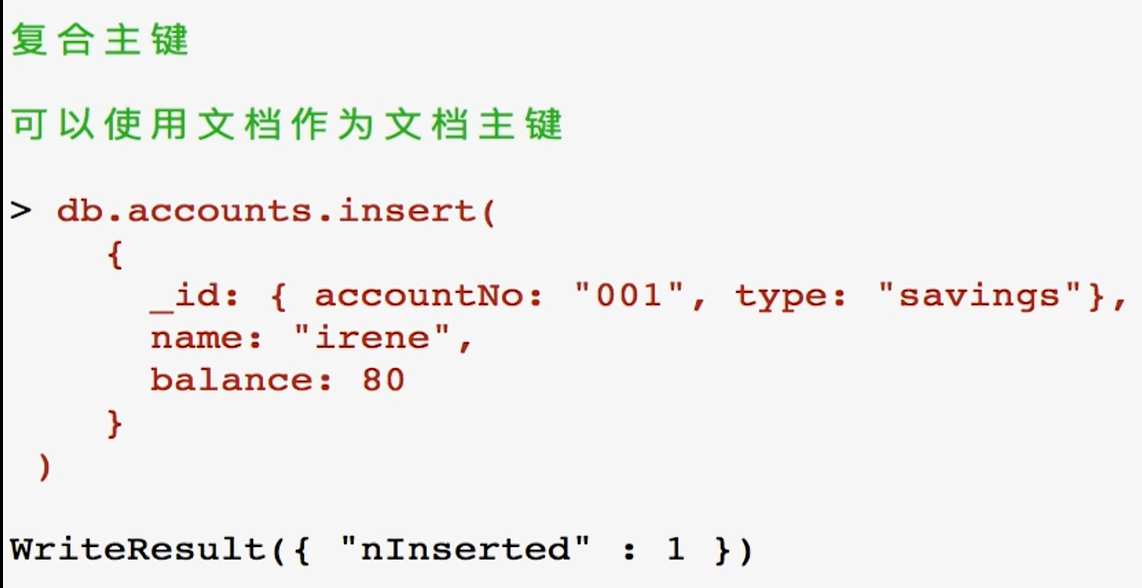 复合主键
可以使用文档作为文档主键
> db.accounts.insert(
{
_id: { accountNo: "001", type: "savings"},
name: "irene",
balance: 80
}
)
WriteResult({ "nInserted" : 1 })